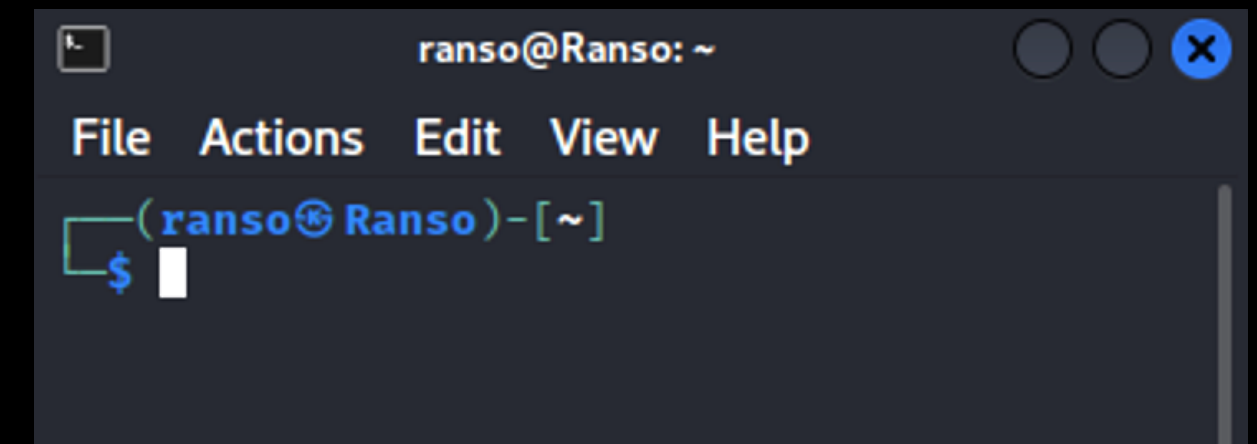 ranso@Ranso: ~
File Actions Edit View Help
┌──(ranso㉿Ranso)-[~]
└─$